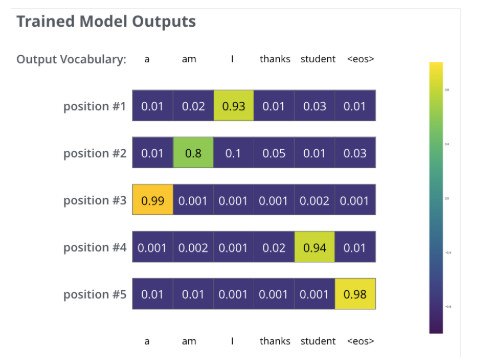 Trained Model Outputs
Output Vocabulary: a am I thanks student <eos>
position #1 0.01 0.02 0.93 0.01 0.03 0.01
position #2 0.01 0.8 0.1 0.05 0.01 0.03
position #3 0.99 0.001 0.001 0.001 0.002 0.001
position #4 0.001 0.002 0.001 0.02 0.94 0.01
position #5 0.01 0.01 0.001 0.001 0.001 0.98
a am I thanks student <eos>